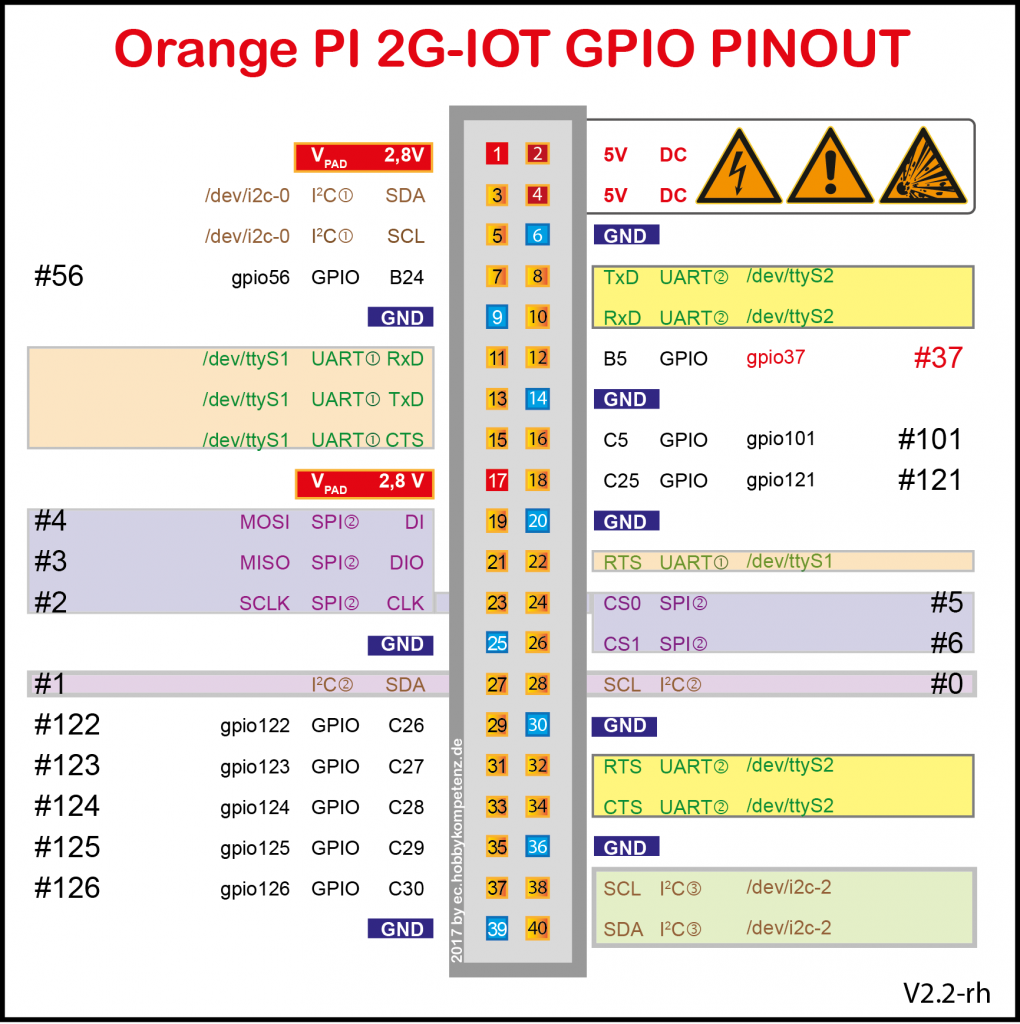 Orange PI 2G-IOT GPIO PINOUT
VPAD 2,8V 1 2 5V DC
/dev/i2c-0 I²C① SDA 3 4 5V DC
/dev/i2c-0 I²C① SCL 5 6 GND
#56 gpio56 GPIO B24 7 8 TxD UART② /dev/ttyS2
GND 9 10 RxD UART② /dev/ttyS2
/dev/ttyS1 UART① RxD 11 12 B5 GPIO gpio37 #37
/dev/ttyS1 UART① TxD 13 14 GND
/dev/ttyS1 UART① CTS 15 16 C5 GPIO gpio101 #101
VPAD 2,8 V 17 18 C25 GPIO gpio121 #121
#4 MOSI SPI② DI 19 20 GND
#3 MISO SPI② DIO 21 22 RTS UART① /dev/ttyS1
#2 SCLK SPI② CLK 23 24 CS0 SPI② #5
GND 25 26 CS1 SPI② #6
#1 I²C② SDA 27 28 SCL I²C② #0
#122 gpio122 GPIO C26 29 30 GND
#123 gpio123 GPIO C27 31 32 RTS UART② /dev/ttyS2
#124 gpio124 GPIO C28 33 34 CTS UART② /dev/ttyS2
#125 gpio125 GPIO C29 35 36 GND
#126 gpio126 GPIO C30 37 38 SCL I²C③ /dev/i2c-2
GND 39 40 SDA I²C③ /dev/i2c-2
2017 by ec.hobbykompetenz.de
V2.2-rh